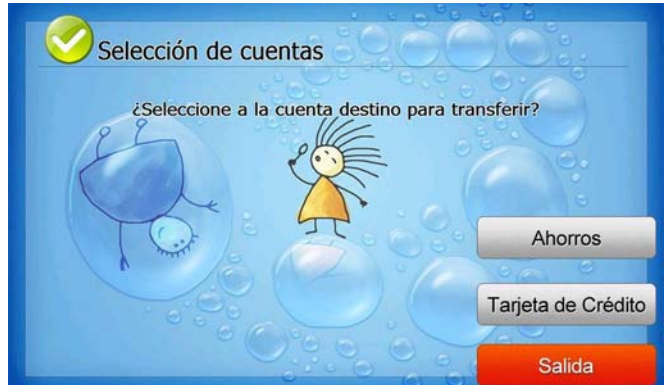 Selección de cuentas
¿Seleccione a la cuenta destino para transferir?
Ahorros
Tarjeta de Crédito
Salida